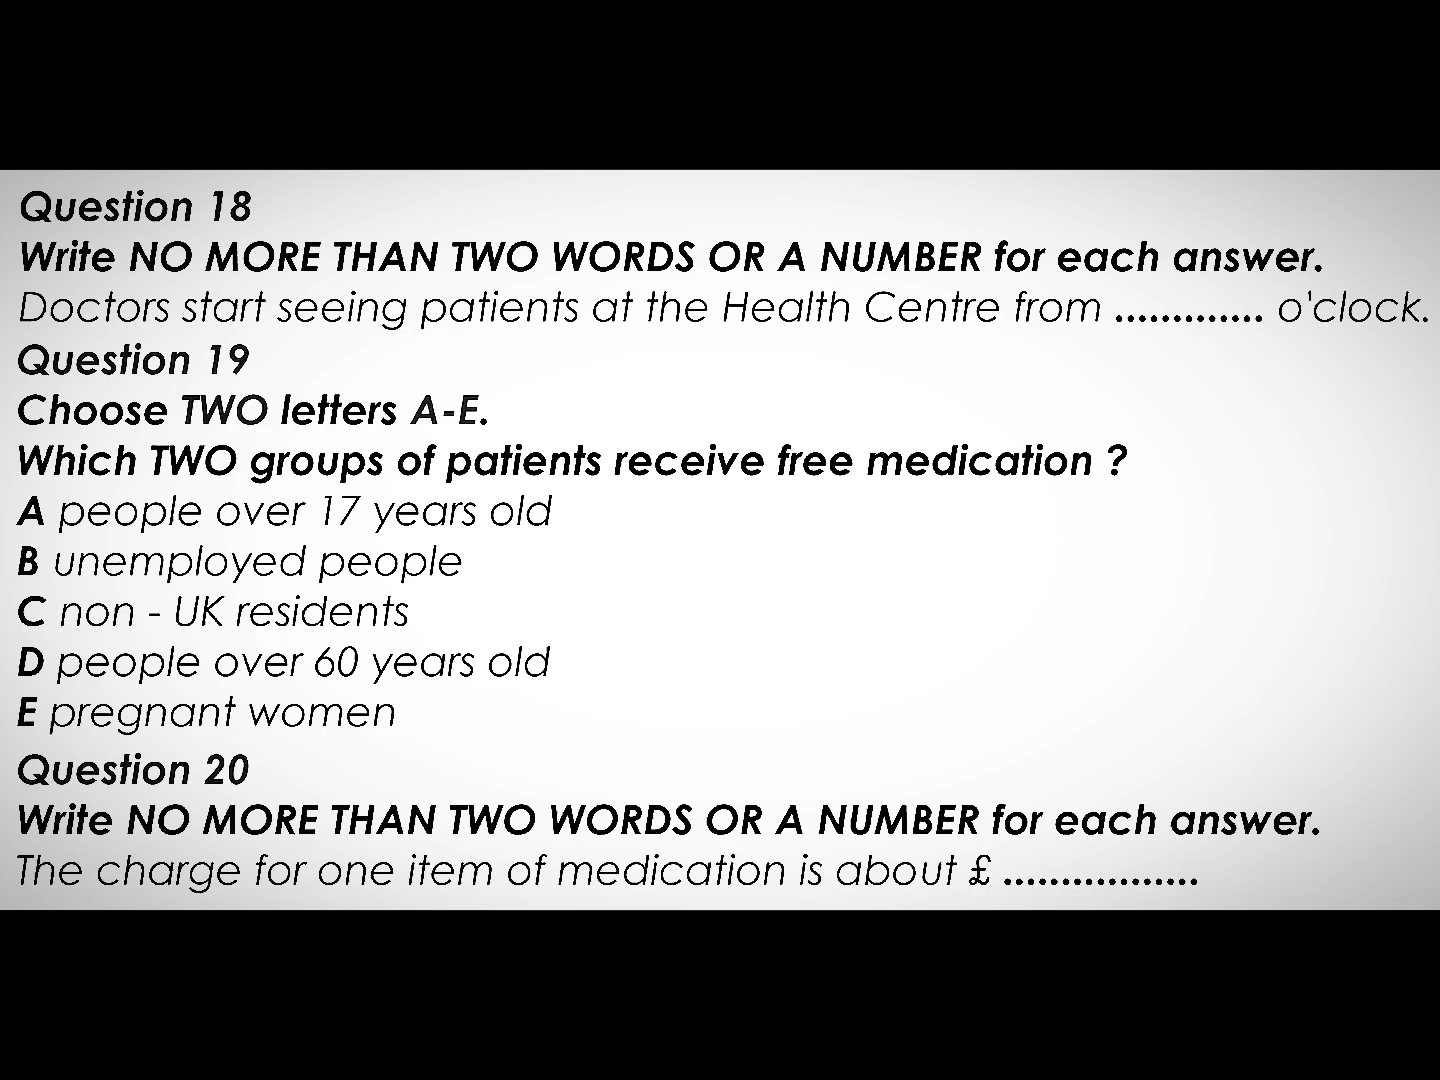 Question 18
Write NO MORE THAN TWO WORDS OR A NUMBER for each answer.
Doctors start seeing patients at the Health Centre from ............. o'clock.
Question 19
Choose TWO letters A-E.
Which TWO groups of patients receive free medication ?
A people over 17 years old
B unemployed people
C non - UK residents
D people over 60 years old
E pregnant women
Question 20
Write NO MORE THAN TWO WORDS OR A NUMBER for each answer.
The charge for one item of medication is about £ .................